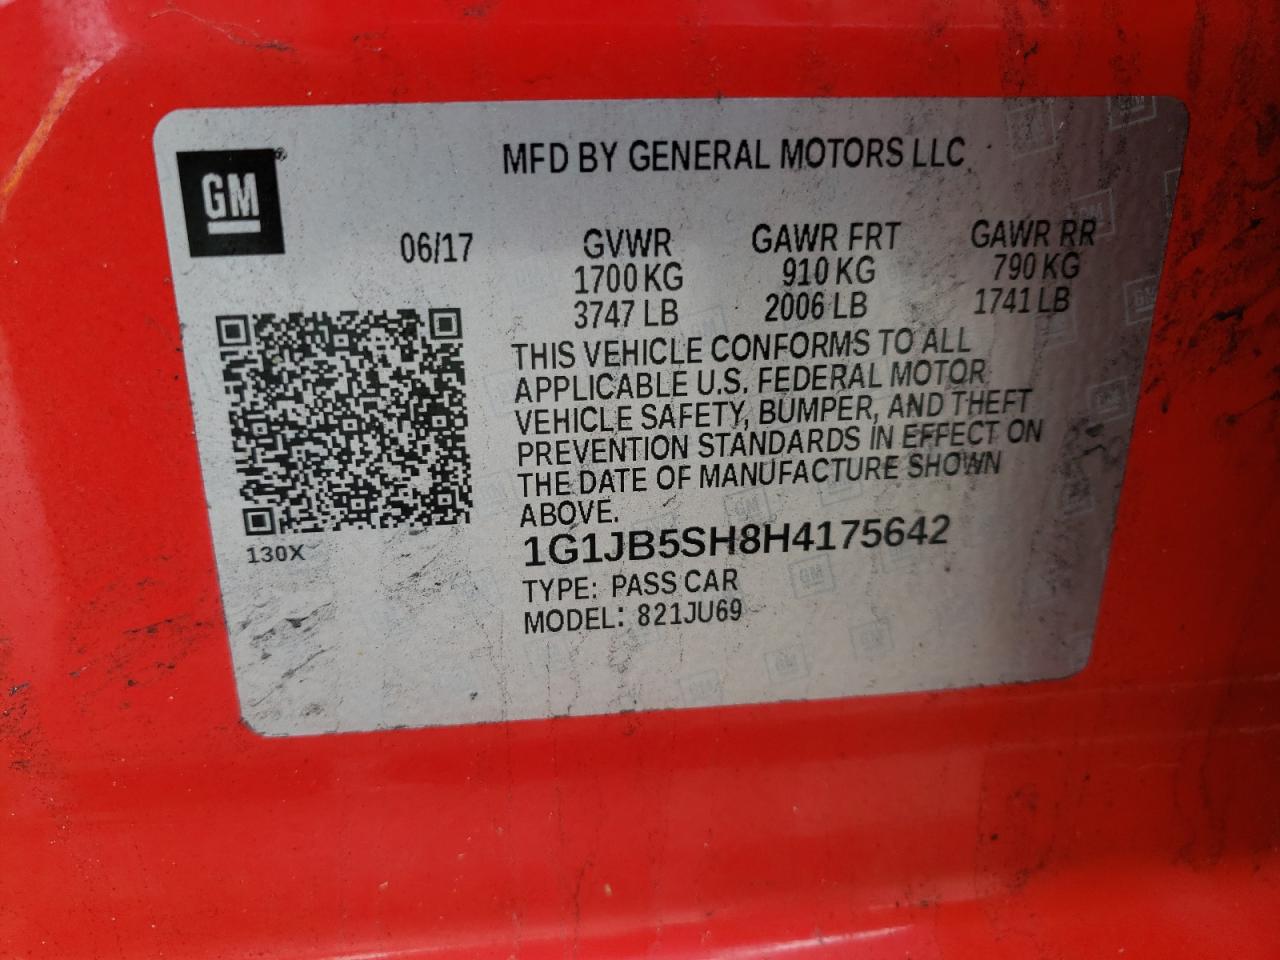 MFD BY GENERAL MOTORS LLC
GM
06/17
GVWR GAWR FRT GAWR RR
1700 KG 910 KG 790 KG
3747 LB 2006 LB 1741 LB
THIS VEHICLE CONFORMS TO ALL
APPLICABLE U.S. FEDERAL MOTOR
VEHICLE SAFETY, BUMPER, AND THEFT
PREVENTION STANDARDS IN EFFECT ON
THE DATE OF MANUFACTURE SHOWN
ABOVE.
130X
1G1JB5SH8H4175642
TYPE: PASS CAR
MODEL: 821JU69